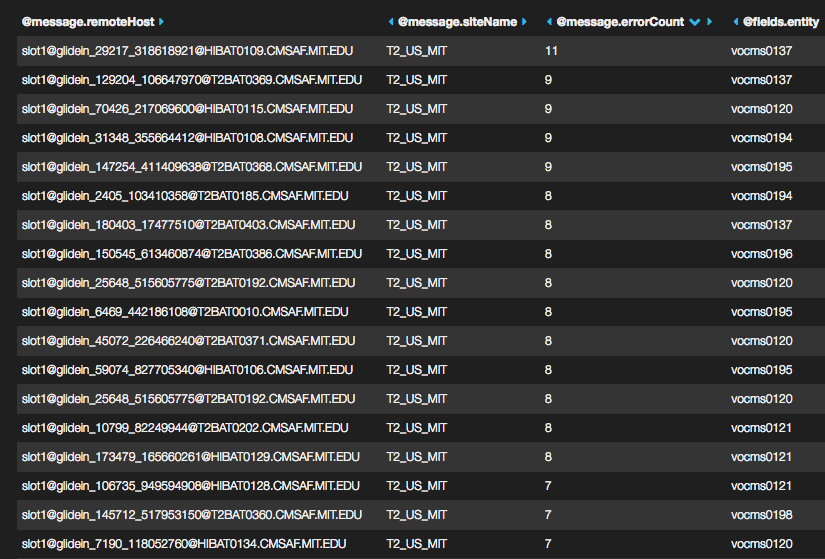 @message.remoteHost @message.siteName @message.errorCount @fields.entity
slot1@glidein_29217_318618921@HIBAT0109.CMSAF.MIT.EDU T2_US_MIT 11 vocms0137
slot1@glidein_129204_106647970@T2BAT0369.CMSAF.MIT.EDU T2_US_MIT 9 vocms0137
slot1@glidein_70426_217069600@HIBAT0115.CMSAF.MIT.EDU T2_US_MIT 9 vocms0120
slot1@glidein_31348_355664412@HIBAT0108.CMSAF.MIT.EDU T2_US_MIT 9 vocms0194
slot1@glidein_147254_411409638@T2BAT0368.CMSAF.MIT.EDU T2_US_MIT 9 vocms0195
slot1@glidein_2405_103410358@T2BAT0185.CMSAF.MIT.EDU T2_US_MIT 8 vocms0194
slot1@glidein_180403_17477510@T2BAT0403.CMSAF.MIT.EDU T2_US_MIT 8 vocms0137
slot1@glidein_150545_613460874@T2BAT0386.CMSAF.MIT.EDU T2_US_MIT 8 vocms0196
slot1@glidein_25648_515605775@T2BAT0192.CMSAF.MIT.EDU T2_US_MIT 8 vocms0120
slot1@glidein_6469_442186108@T2BAT0010.CMSAF.MIT.EDU T2_US_MIT 8 vocms0195
slot1@glidein_45072_226466240@T2BAT0371.CMSAF.MIT.EDU T2_US_MIT 8 vocms0120
slot1@glidein_59074_827705340@HIBAT0106.CMSAF.MIT.EDU T2_US_MIT 8 vocms0195
slot1@glidein_25648_515605775@T2BAT0192.CMSAF.MIT.EDU T2_US_MIT 8 vocms0120
slot1@glidein_10799_82249944@T2BAT0202.CMSAF.MIT.EDU T2_US_MIT 8 vocms0121
slot1@glidein_173479_165660261@HIBAT0129.CMSAF.MIT.EDU T2_US_MIT 8 vocms0121
slot1@glidein_106735_949594908@HIBAT0128.CMSAF.MIT.EDU T2_US_MIT 7 vocms0121
slot1@glidein_145712_517953150@T2BAT0360.CMSAF.MIT.EDU T2_US_MIT 7 vocms0198
slot1@glidein_7190_118052760@HIBAT0134.CMSAF.MIT.EDU T2_US_MIT 7 vocms0120